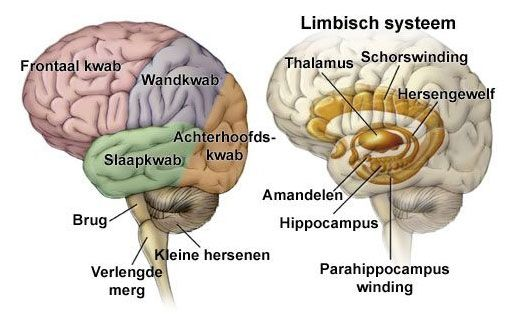 Frontaal kwab
Wandkwab
Achterhoofds-
kwab
Slaapkwab
Brug
Kleine hersenen
Verlengde
merg
Limbisch systeem
Schorswinding
Thalamus
Hersengewelf
Amandelen
Hippocampus
Parahippocampus
winding